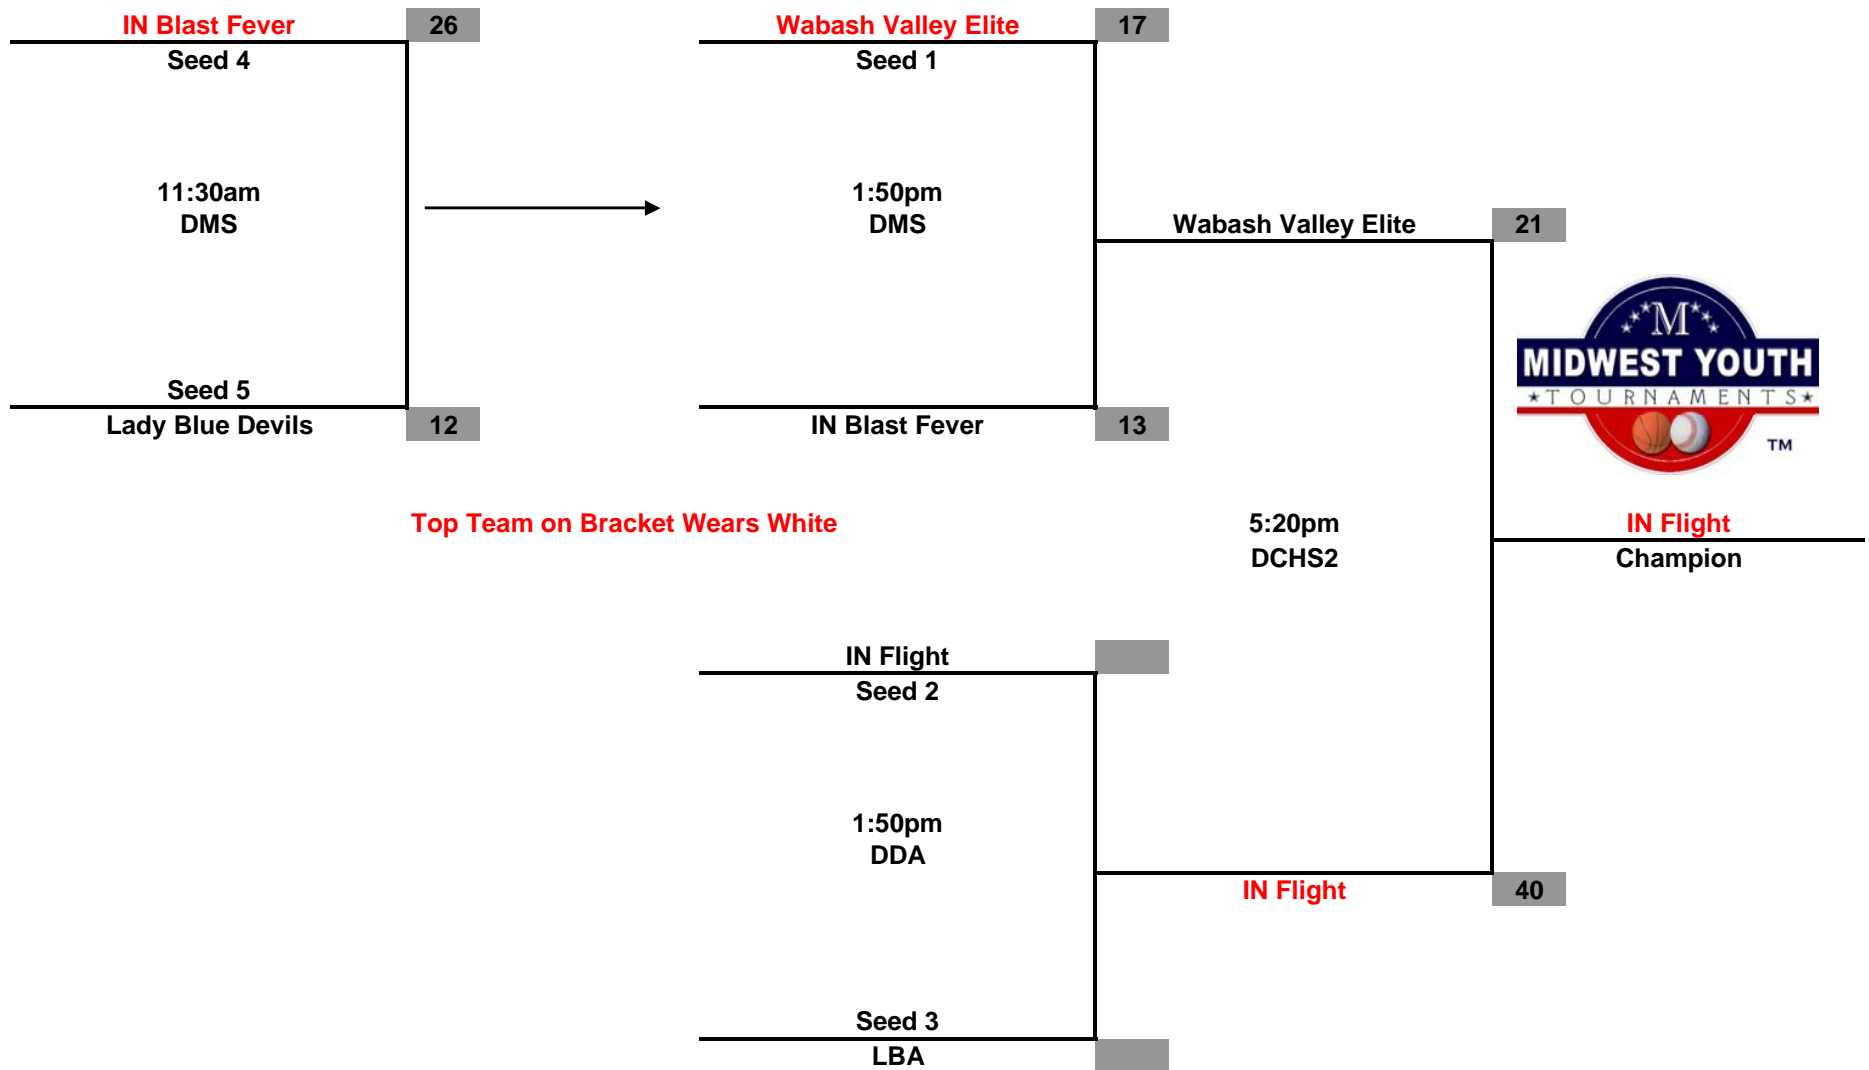 IN Blast Fever 26
Seed 4
11:30am
DMS
Seed 5
Lady Blue Devils 12
Wabash Valley Elite 17
Seed 1
1:50pm
DMS
IN Blast Fever 13
Wabash Valley Elite 21
M
MIDWEST YOUTH
TOURNAMENTS
TM
Top Team on Bracket Wears White
5:20pm
DCHS2
IN Flight
Champion
IN Flight
Seed 2
1:50pm
DDA
IN Flight 40
Seed 3
LBA